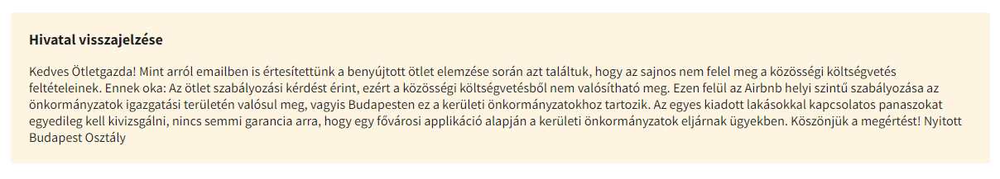 Hivatal visszajelzése
Kedves Ötletgazda! Mint arról emailben is értesítettünk a benyújtott ötlet elemzése során azt találtuk, hogy az sajnos nem felel meg a közösségi költségvetés
feltételeinek. Ennek oka: Az ötlet szabályozási kérdést érint, ezért a közösségi költségvetésből nem valósítható meg. Ezen felül az Airbnb helyi szintű szabályozása az
önkormányzatok igazgatási területén valósul meg, vagyis Budapesten ez a kerületi önkormányzatokhoz tartozik. Az egyes kiadott lakásokkal kapcsolatos panaszokat
egyedileg kell kivizsgálni, nincs semmi garancia arra, hogy egy fővárosi applikáció alapján a kerületi önkormányzatok eljárnak ügyekben. Köszönjük a megértést! Nyitott
Budapest Osztály